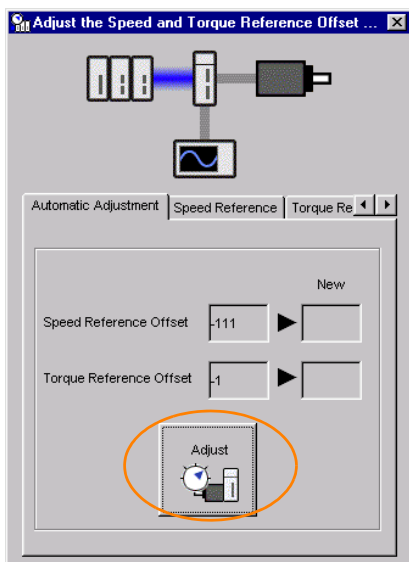 Adjust the Speed and Torque Reference Offset ...
Automatic Adjustment Speed Reference Torque Re
New
Speed Reference Offset -111
Torque Reference Offset -1
Adjust